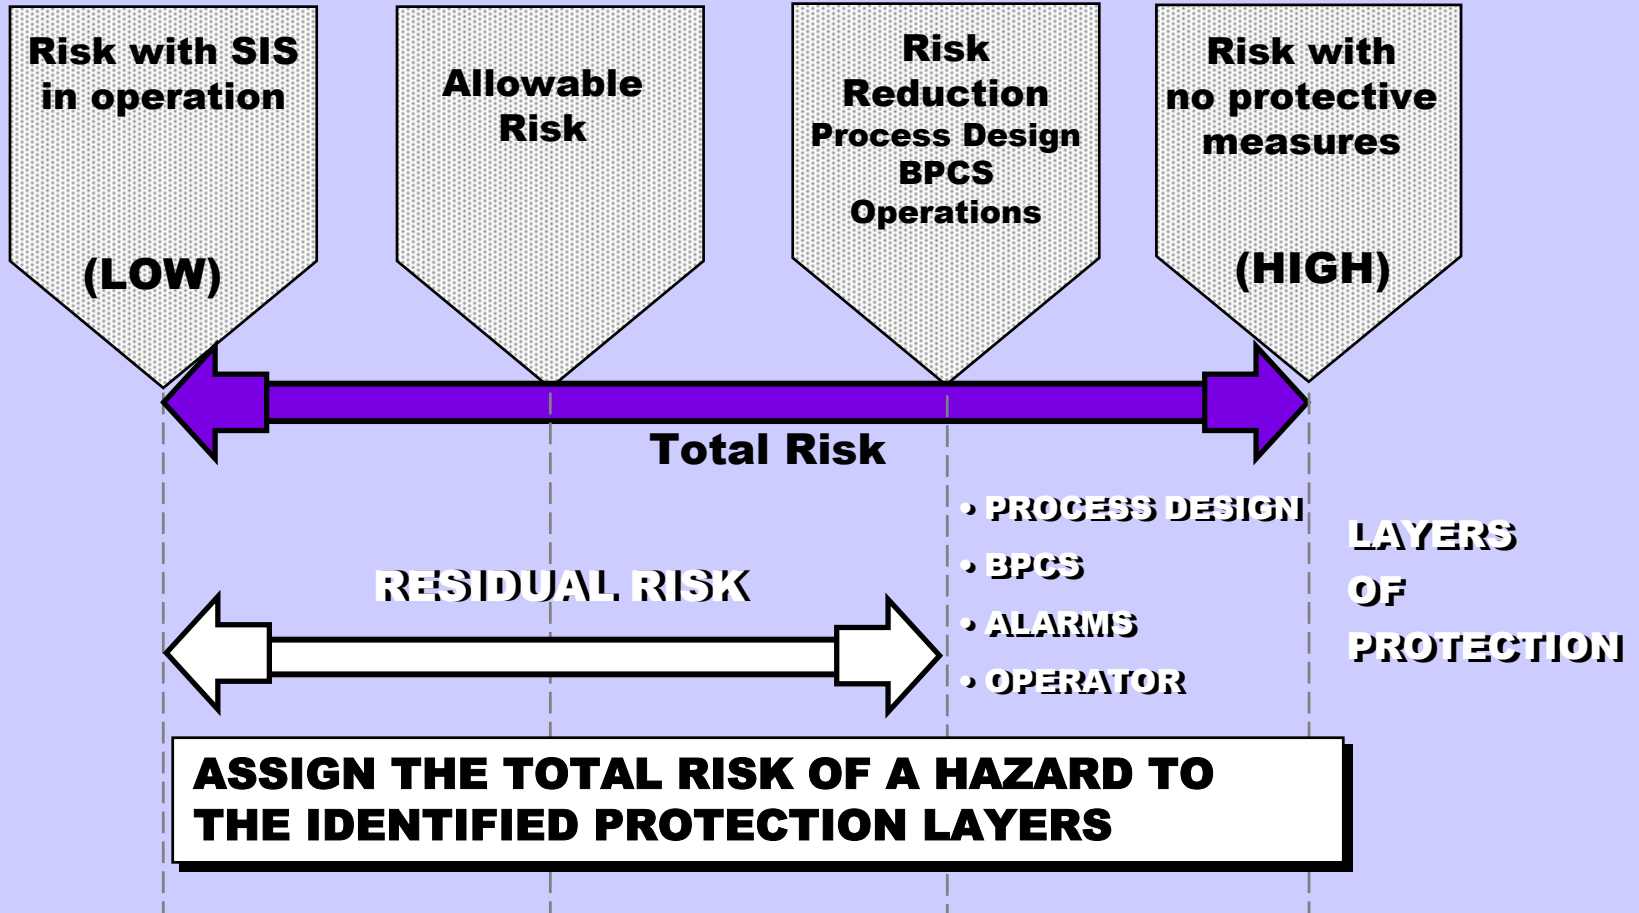 Risk with SIS
in operation
(LOW)
Allowable
Risk
Risk
Reduction
Process Design
BPCS
Operations
Risk with
no protective
measures
(HIGH)
Total Risk
• PROCESS DESIGN
• BPCS
• ALARMS
• OPERATOR
LAYERS
OF
PROTECTION
RESIDUAL RISK
ASSIGN THE TOTAL RISK OF A HAZARD TO
THE IDENTIFIED PROTECTION LAYERS